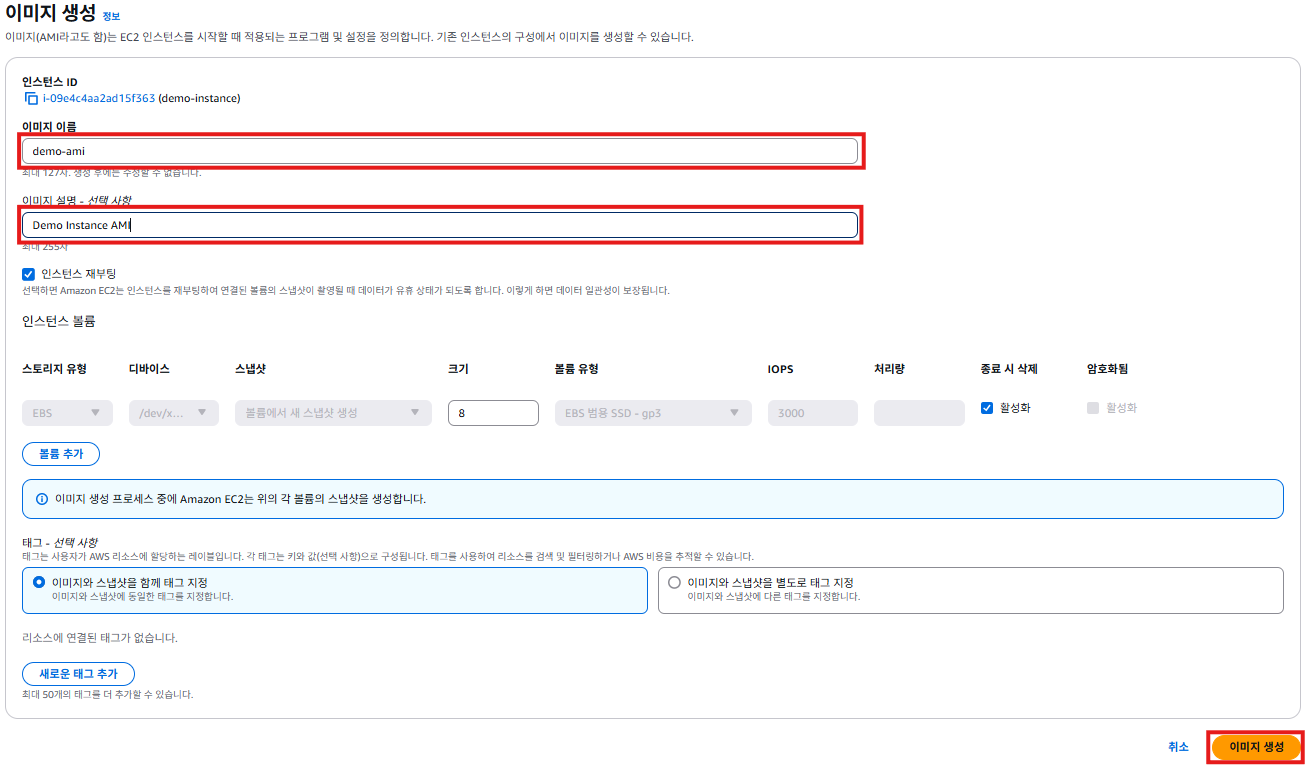 이미지 생성 정보
이미지(AMI라고도 함)는 EC2 인스턴스를 시작할 때 적용되는 프로그램 및 설정을 정의합니다. 기존 인스턴스의 구성에서 이미지를 생성할 수 있습니다.
인스턴스 ID
i-09e4c4aa2ad15f363 (demo-instance)
이미지 이름
demo-ami
최대 127자. 생성 후에는 수정할 수 없습니다.
이미지 설명 - 선택 사항
Demo Instance AMI
최대 255자
인스턴스 재부팅
선택하면 Amazon EC2는 인스턴스를 재부팅하여 연결된 볼륨의 스냅샷이 촬영될 때 데이터가 유휴 상태가 되도록 합니다. 이렇게 하면 데이터 일관성이 보장됩니다.
인스턴스 볼륨
스토리지 유형 디바이스 스냅샷 크기 볼륨 유형 IOPS 처리량 종료 시 삭제 암호화됨
EBS /dev/x... 볼륨에서 새 스냅샷 생성 8 EBS 범용 SSD - gp3 3000 활성화 활성화
볼륨 추가
이미지 생성 프로세스 중에 Amazon EC2는 위의 각 볼륨의 스냅샷을 생성합니다.
태그 - 선택 사항
태그는 사용자가 AWS 리소스에 할당하는 레이블입니다. 각 태그는 키와 값(선택 사항)으로 구성됩니다. 태그를 사용하여 리소스를 검색 및 필터링하거나 AWS 비용을 추적할 수 있습니다.
이미지와 스냅샷을 함께 태그 지정 이미지와 스냅샷을 별도로 태그 지정
이미지와 스냅샷에 동일한 태그를 지정합니다. 이미지와 스냅샷에 다른 태그를 지정합니다.
리소스에 연결된 태그가 없습니다.
새로운 태그 추가
최대 50개의 태그를 더 추가할 수 있습니다.
취소 이미지 생성